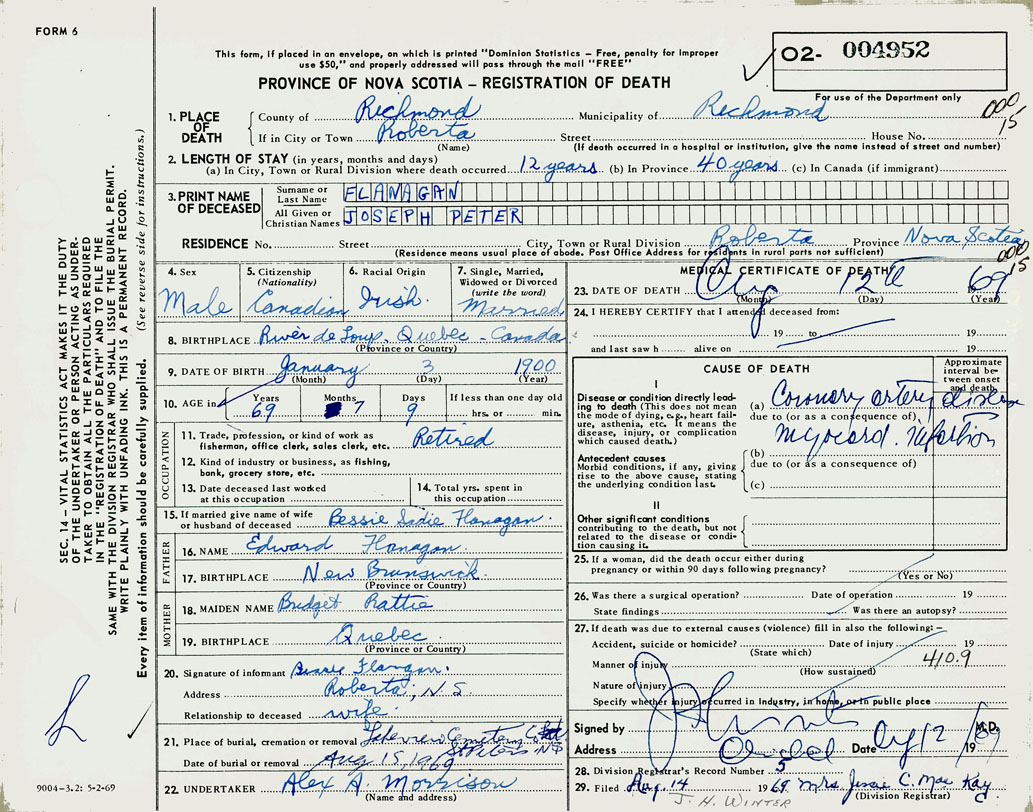 FORM 6
This form, if placed in an envelope, on which is printed "Dominion Statistics – Free, penalty for improper
use $50," and properly addressed will pass through the mail "FREE"
PROVINCE OF NOVA SCOTIA – REGISTRATION OF DEATH
02- 004952
For use of the Department only
000
15
1. PLACE OF DEATH
County of Richmond Municipality of Richmond
If in City or Town Roberta Street House No.
(Name) (If death occurred in a hospital or institution, give the name instead of street and number)
2. LENGTH OF STAY (in years, months and days)
(a) In City, Town or Rural Division where death occurred 12 years (b) In Province 40 years (c) In Canada (if immigrant)
3. PRINT NAME OF DECEASED
Surname or Last Name FLANAGAN
All Given or Christian Names JOSEPH PETER
RESIDENCE No. Street City, Town or Rural Division Roberta Province Nova Scotia
(Residence means usual place of abode. Post Office Address for residents in rural parts not sufficient)
000
15
4. Sex Male
5. Citizenship (Nationality) Canadian
6. Racial Origin Irish.
7. Single, Married, Widowed or Divorced (write the word) Married
8. BIRTHPLACE Rivèr de Loup, Quebec - Canada
(Province or Country)
9. DATE OF BIRTH January 3 1900
(Month) (Day) (Year)
10. AGE in Years 69 Months 7 Days 9 If less than one day old hrs. or min.
OCCUPATION
11. Trade, profession, or kind of work as fisherman, office clerk, sales clerk, etc. Retired
12. Kind of industry or business, as fishing, bank, grocery store, etc.
13. Date deceased last worked at this occupation
14. Total yrs. spent in this occupation
15. If married give name of wife or husband of deceased Bessie Sadie Flanagan.
FATHER
16. NAME Edward Flanagan.
17. BIRTHPLACE New Brunswick.
(Province or Country)
MOTHER
18. MAIDEN NAME Bridget Rattie
19. BIRTHPLACE Quebec.
(Province or Country)
20. Signature of informant Bessie Flangan.
Address Roberta, N.S.
Relationship to deceased wife.
21. Place of burial, cremation or removal Cemetery
Date of burial or removal Aug. 15, 1969
22. UNDERTAKER Alex A. Morrison
(Name and address)
MEDICAL CERTIFICATE OF DEATH
23. DATE OF DEATH Aug 12th 1969
(Month) (Day) (Year)
24. I HEREBY CERTIFY that I attended deceased from:
19 to 19
and last saw h alive on 19
CAUSE OF DEATH
Approximate interval between onset and death
I
Disease or condition directly leading to death (This does not mean the mode of dying, e.g., heart failure, asthenia, etc. It means the disease, injury, or complication which caused death.)
(a) Coronary artery disease
due to (or as a consequence of)
Myocard. Infarction
Antecedent causes
Morbid conditions, if any, giving rise to the above cause, stating the underlying condition last.
(b)
due to (or as a consequence of)
(c)
II
Other significant conditions contributing to the death, but not related to the disease or condition causing it.
25. If a woman, did the death occur either during pregnancy or within 90 days following pregnancy?
(Yes or No)
26. Was there a surgical operation? Date of operation 19
State findings Was there an autopsy?
27. If death was due to external causes (violence) fill in also the following:–
Accident, suicide or homicide? Date of injury 19
(State which)
Manner of injury 410.9
(How sustained)
Nature of injury
Specify whether injury occurred in industry, in home, or in public place
Signed by M.D.
Address Date Aug 12 19
28. Division Registrar's Record Number 5
29. Filed Aug. 14 1969. Mrs. Jessie C. Mac Kay
(Division Registrar)
J. H. WINTER
SEC. 14 – VITAL STATISTICS ACT MAKES IT THE DUTY
OF THE UNDERTAKER OR PERSON ACTING AS UNDER-
TAKER TO OBTAIN ALL THE PARTICULARS REQUIRED
IN THE "REGISTRATION OF DEATH" AND TO FILE THE
SAME WITH THE DIVISION REGISTRAR WHO SHALL ISSUE THE BURIAL PERMIT.
WRITE PLAINLY WITH UNFADING INK. THIS IS A PERMANENT RECORD.
Every item of information should be carefully supplied. (See reverse side for instructions.)
9004-3.2: 5-2-69